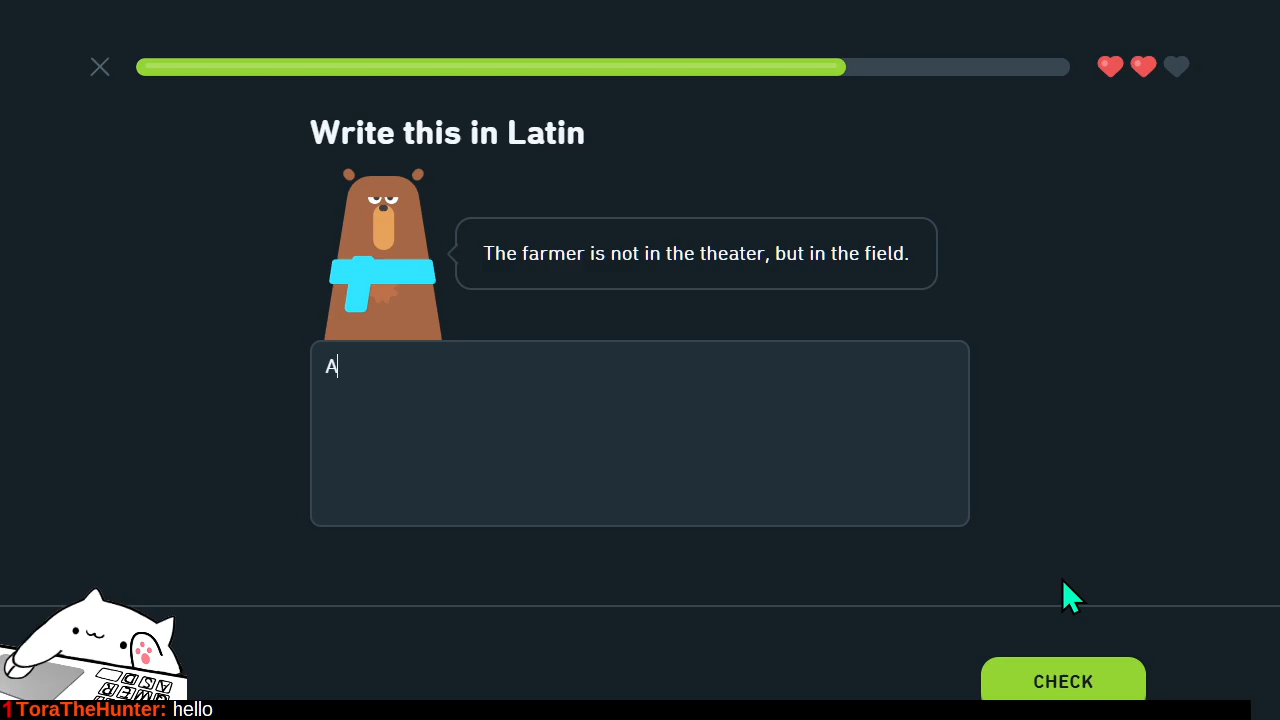 Write this in Latin
The farmer is not in the theater, but in the field.
A
CHECK
1 ToraTheHunter: hello